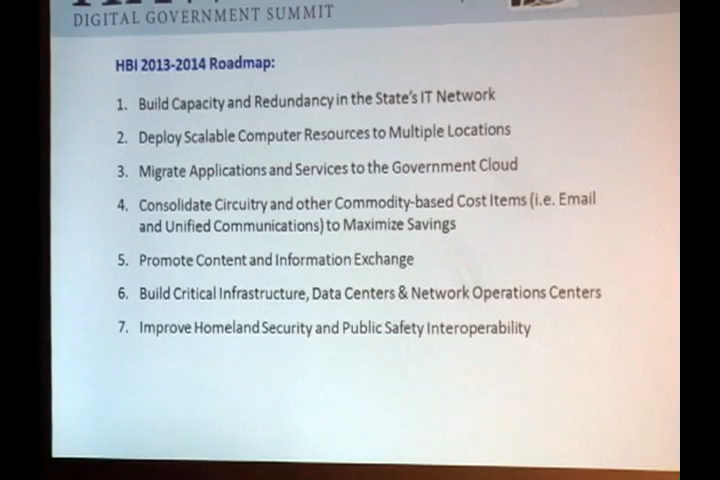 DIGITAL GOVERNMENT SUMMIT
HBI 2013-2014 Roadmap:
1. Build Capacity and Redundancy in the State's IT Network
2. Deploy Scalable Computer Resources to Multiple Locations
3. Migrate Applications and Services to the Government Cloud
4. Consolidate Circuitry and other Commodity-based Cost Items (i.e. Email
and Unified Communications) to Maximize Savings
5. Promote Content and Information Exchange
6. Build Critical Infrastructure, Data Centers & Network Operations Centers
7. Improve Homeland Security and Public Safety Interoperability